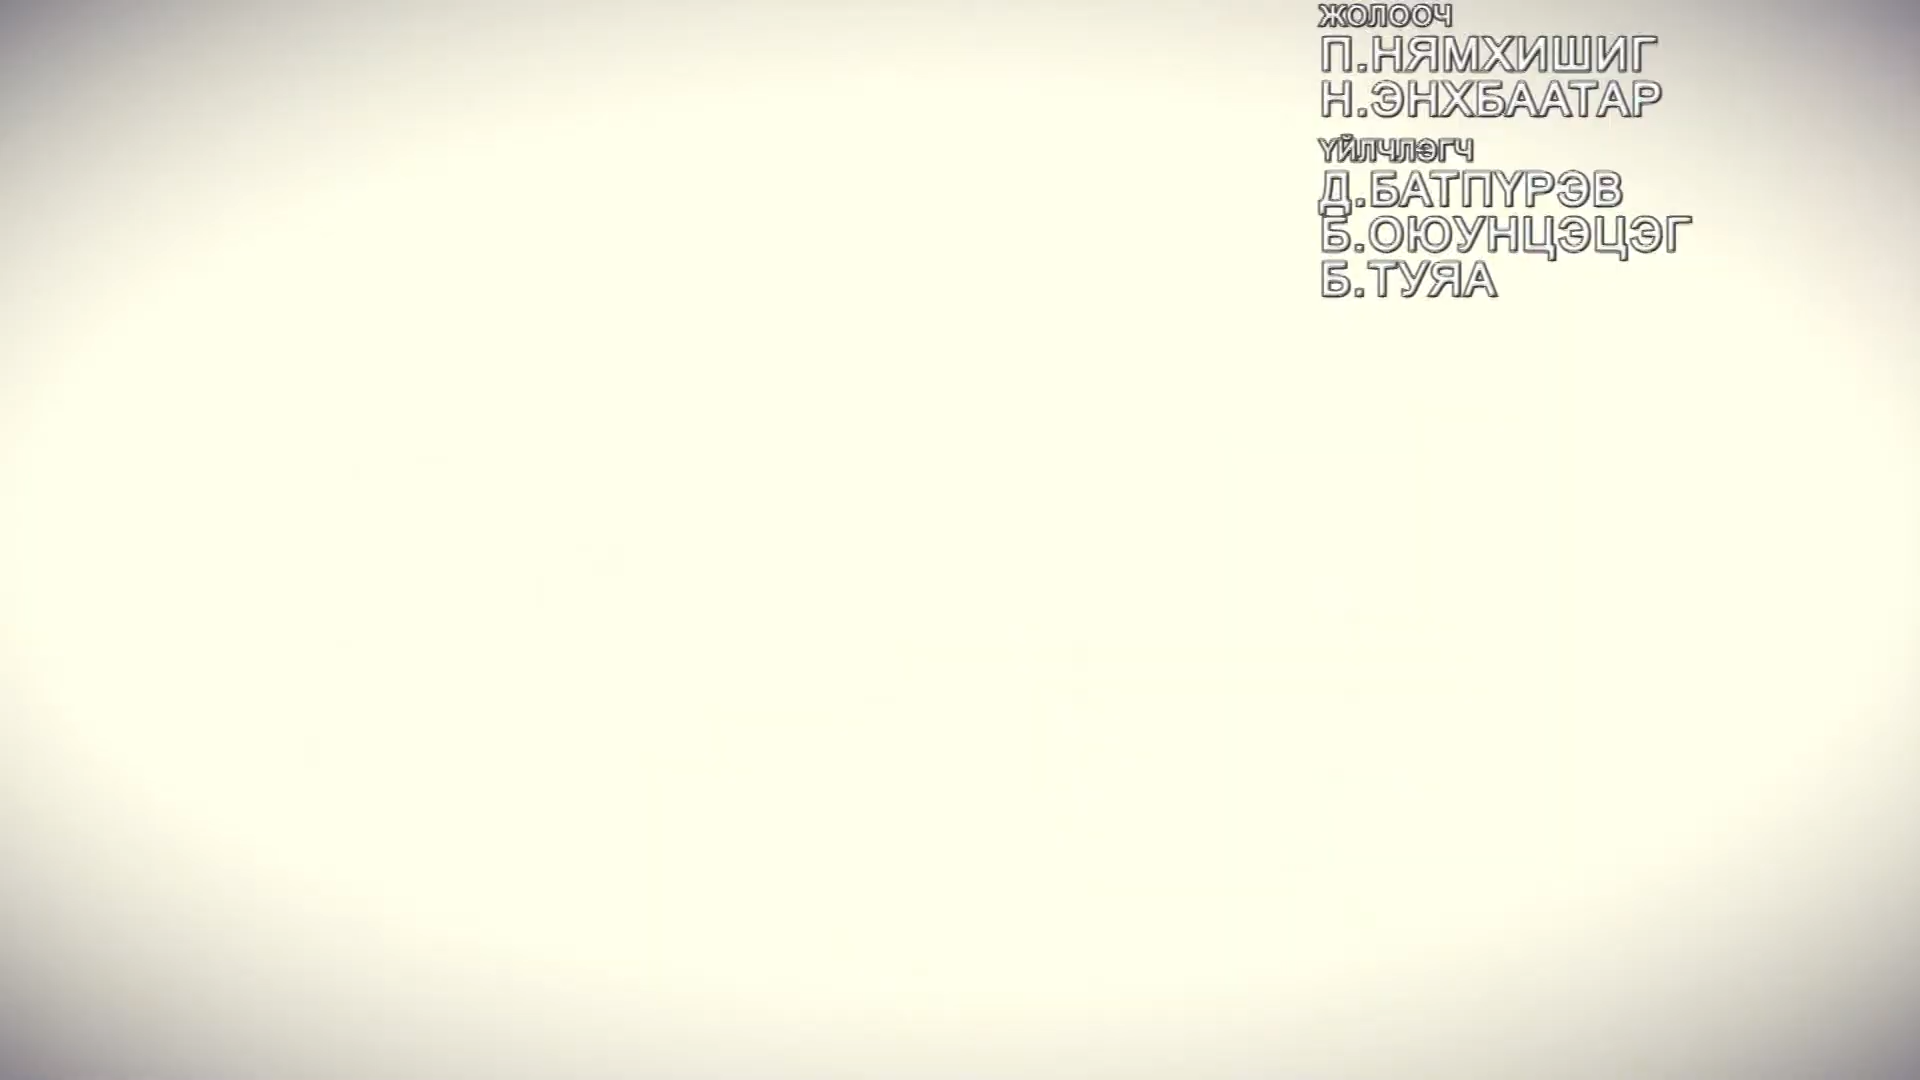 ЖОЛООЧ
П.НЯМХИШИГ
Н.ЭНХБААТАР
ҮЙЛЧЛЭГЧ
Д.БАТПҮРЭВ
Б.ОЮУНЦЭЦЭГ
Б.ТУЯА